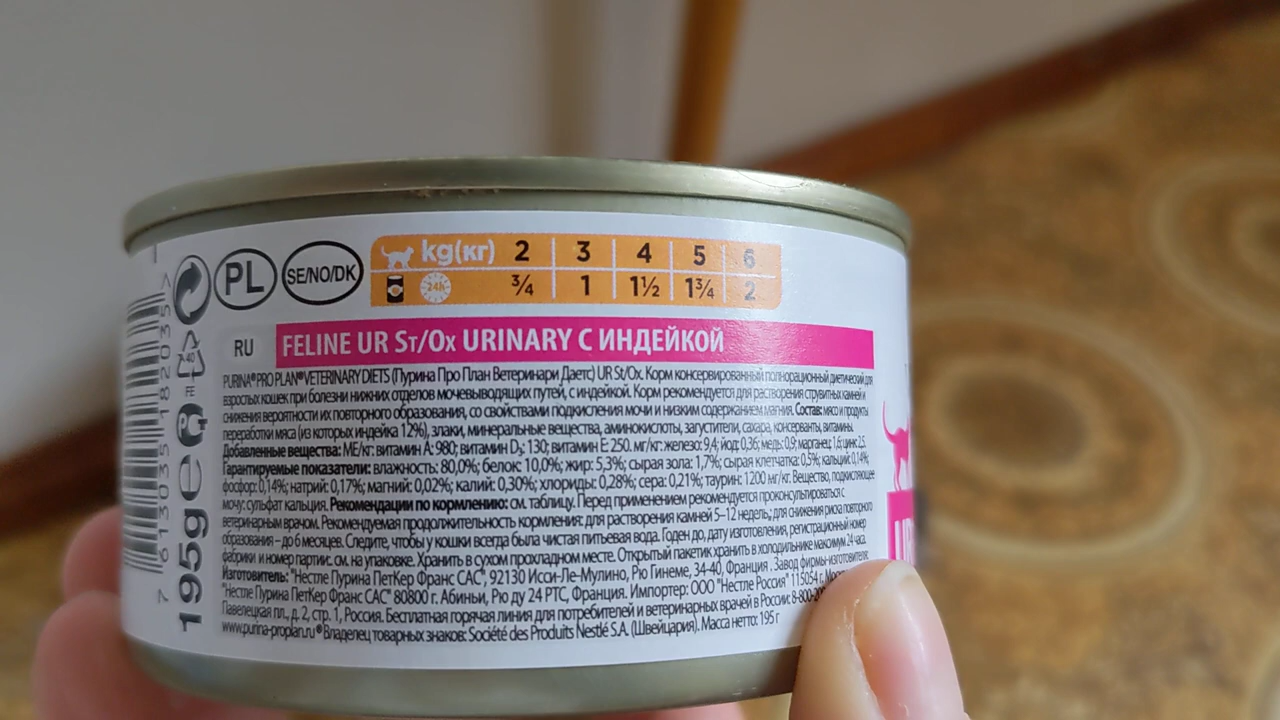 PL
SE/NO/DK
kg(кг) 2 3 4 5 6
24h ¾ 1 1½ 1¾ 2
RU
FELINE UR ST/OX URINARY С ИНДЕЙКОЙ
PURINA® PRO PLAN® VETERINARY DIETS (Пурина Про План Ветеринари Даетс) UR St/Ox. Корм консервированный полнорационный диетический для
взрослых кошек при болезни нижних отделов мочевыводящих путей, с индейкой. Корм рекомендуется для растворения струвитных камней и
снижения вероятности их повторного образования, со свойствами подкисления мочи и низким содержанием магния. Состав: мясо и продукты
переработки мяса (из которых индейка 12%), злаки, минеральные вещества, аминокислоты, загустители, сахара, консерванты, витамины.
Добавленные вещества: МЕ/кг: витамин А: 980; витамин D₃: 130; витамин Е: 250. мг/кг: железо: 9,4; йод: 0,36; медь: 0,9; марганец: 1,6; цинк: 2,5.
Гарантируемые показатели: влажность: 80,0%; белок: 10,0%; жир: 5,3%; сырая зола: 1,7%; сырая клетчатка: 0,5%; кальций: 0,14%;
фосфор: 0,14%; натрий: 0,17%; магний: 0,02%; калий: 0,30%; хлориды: 0,28%; сера: 0,21%; таурин: 1200 мг/кг. Вещество, подкисляющее
мочу: сульфат кальция. Рекомендации по кормлению: см. таблицу. Перед применением рекомендуется проконсультироваться с
ветеринарным врачом. Рекомендуемая продолжительность кормления: для растворения камней 5–12 недель; для снижения риска повторного
образования – до 6 месяцев. Следите, чтобы у кошки всегда была чистая питьевая вода. Годен до, дату изготовления, регистрационный номер
фабрики и номер партии: см. на упаковке. Хранить в сухом прохладном месте. Открытый пакетик хранить в холодильнике максимум 24 часа.
Изготовитель: "Нестле Пурина ПетКер Франс САС", 92130 Исси-Ле-Мулино, Рю Гинеме, 34-40, Франция. Завод фирмы-изготовителя:
"Нестле Пурина ПетКер Франс САС" 80800 г. Абиньи, Рю ду 24 РТС, Франция. Импортер: ООО "Нестле Россия" 115054 г.
Павелецкая пл., д. 2, стр. 1, Россия. Бесплатная горячая линия для потребителей и ветеринарных врачей в России: 8-800-
www.purina-proplan.ru ® Владелец товарных знаков: Société des Produits Nestlé S.A. (Швейцария). Масса нетто: 195 г
195g e
40
FE
7 613035 182035 >